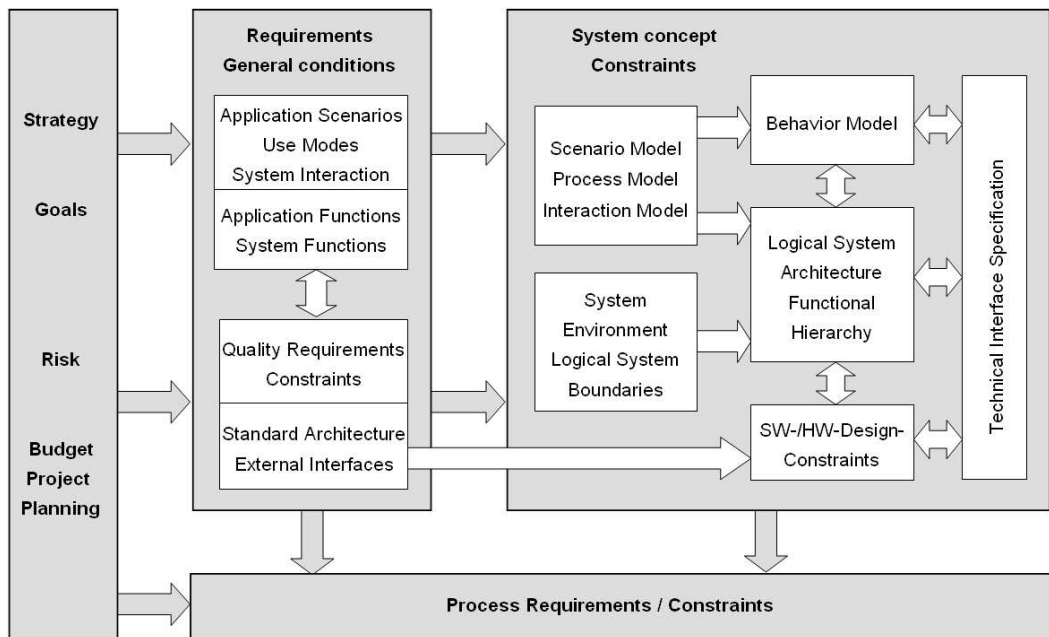 Strategy
Goals
Risk
Budget
Project
Planning
Requirements
General conditions
Application Scenarios
Use Modes
System Interaction
Application Functions
System Functions
Quality Requirements
Constraints
Standard Architecture
External Interfaces
System concept
Constraints
Scenario Model
Process Model
Interaction Model
System
Environment
Logical System
Boundaries
Behavior Model
Logical System
Architecture
Functional
Hierarchy
SW-/HW-Design-
Constraints
Technical Interface Specification
Process Requirements / Constraints